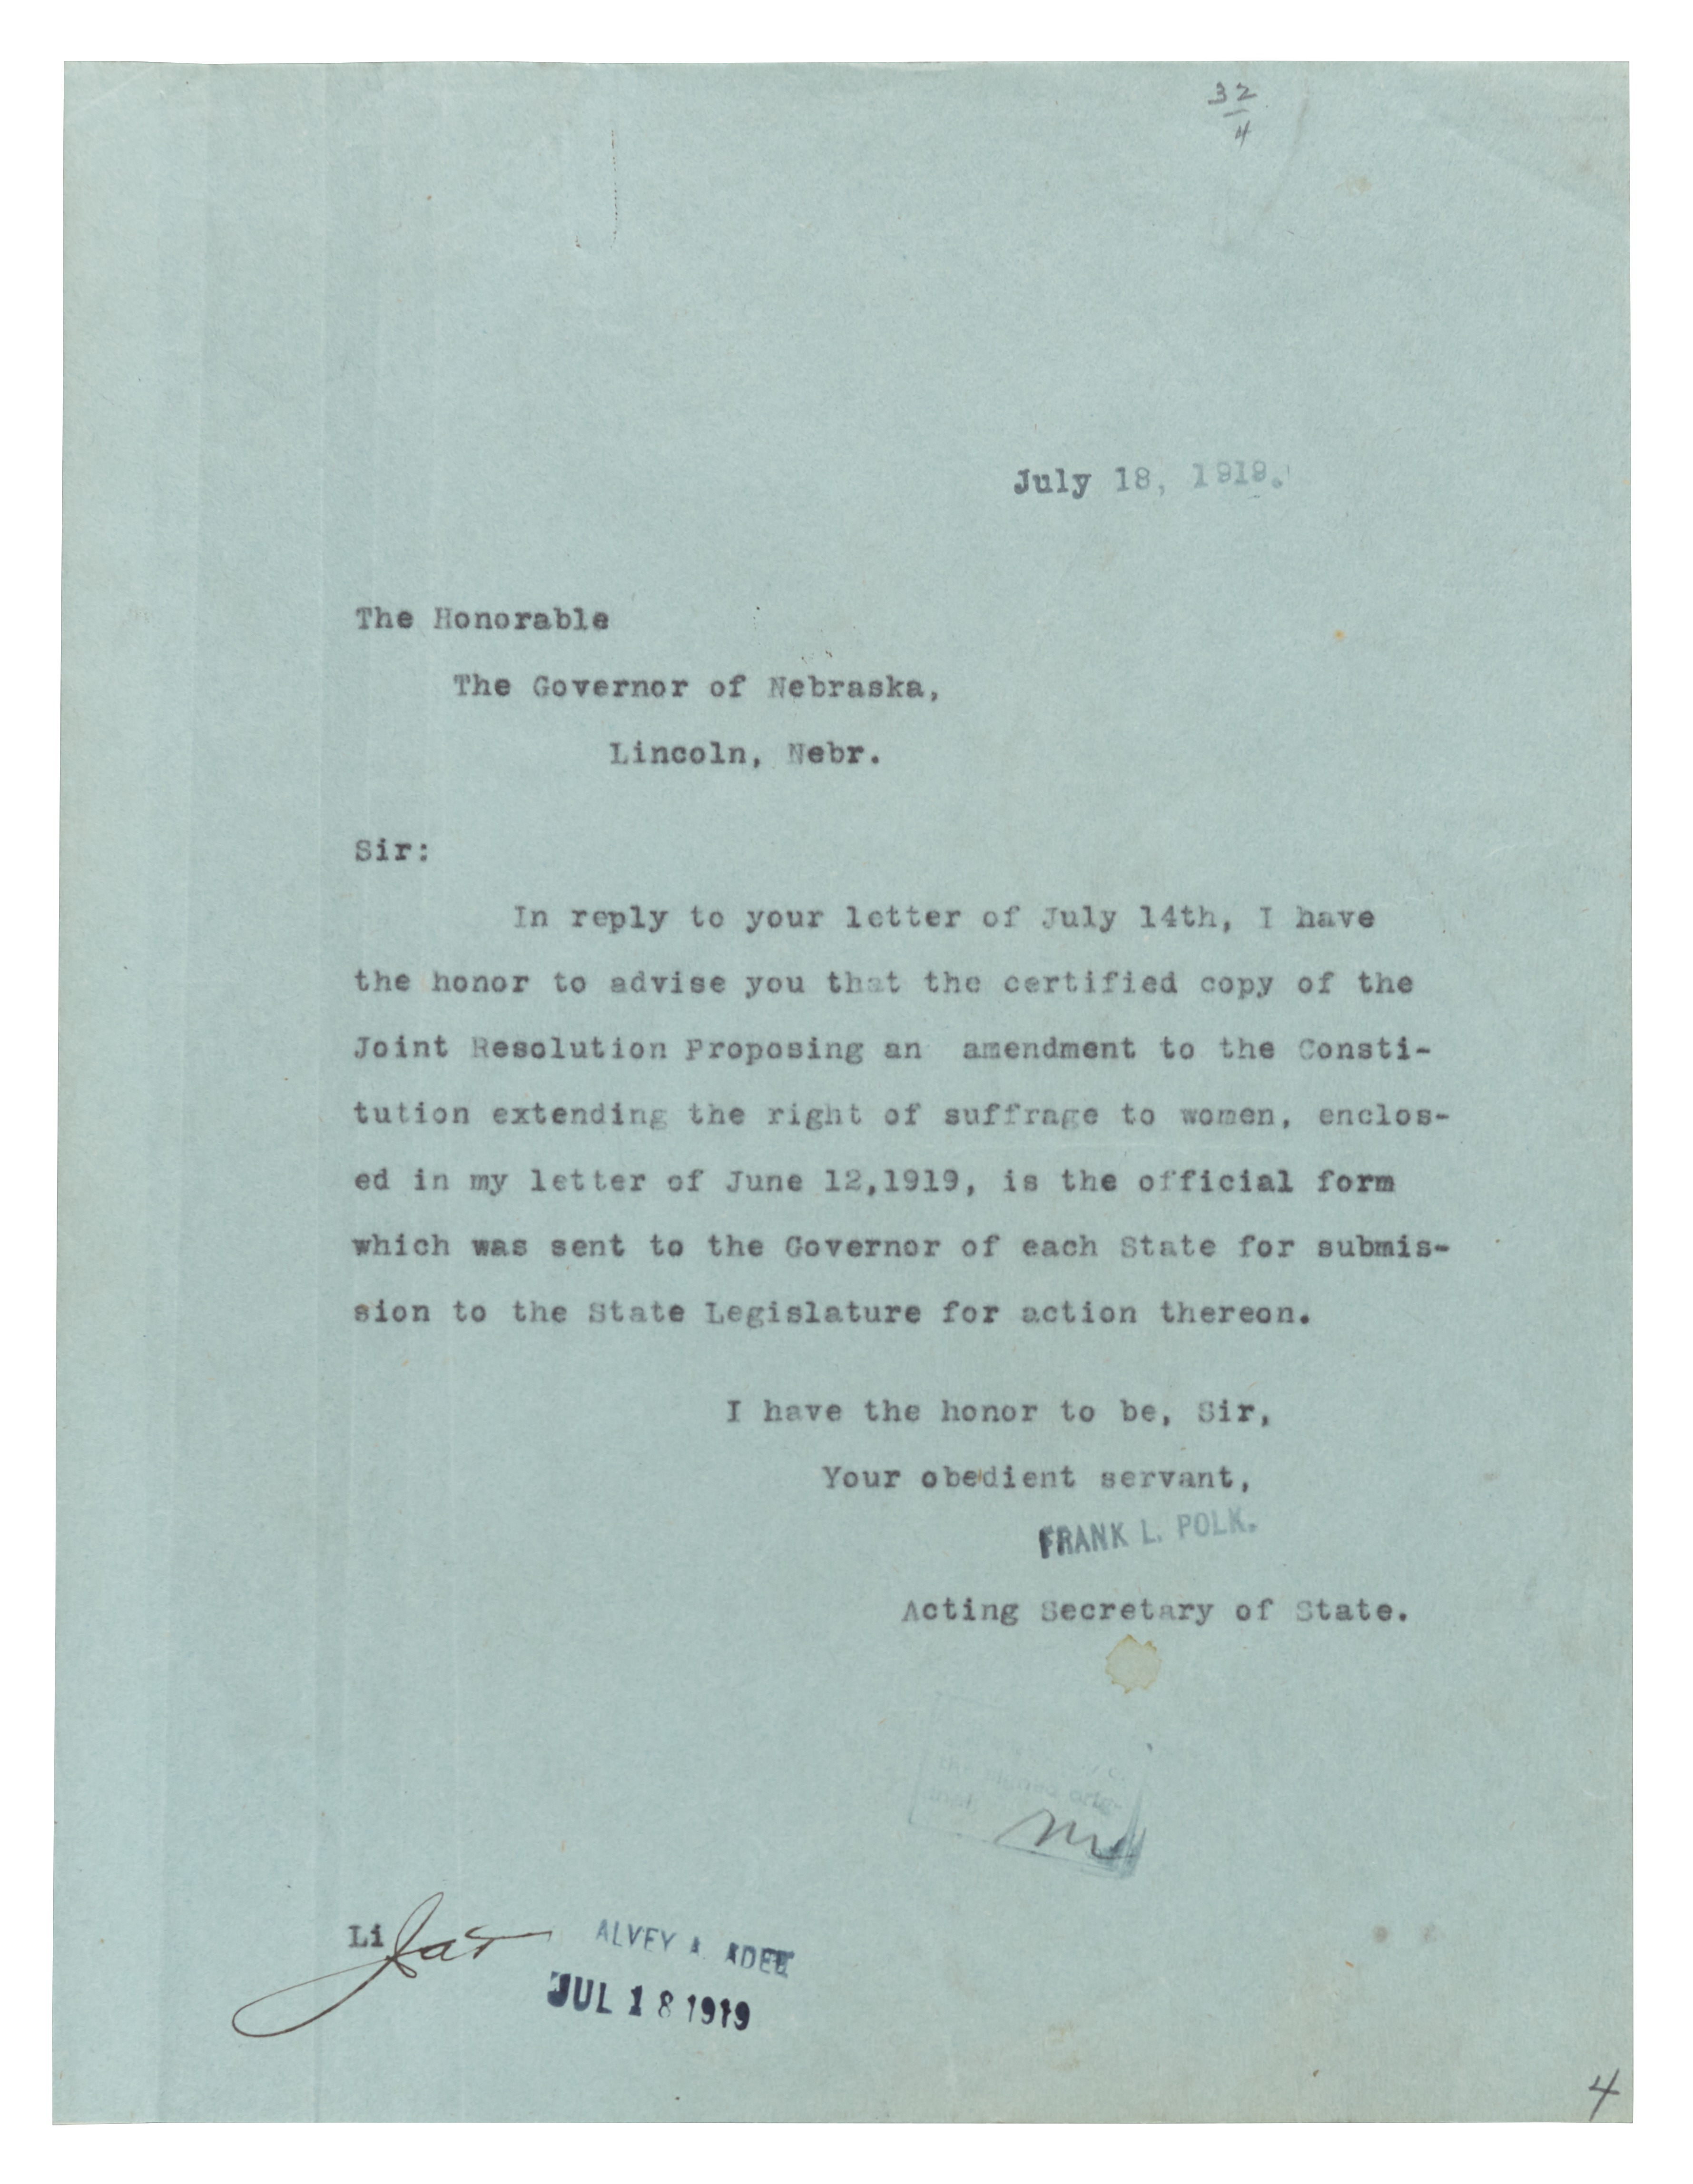 32
4
July 18, 1919.
The Honorable
The Governor of Nebraska,
Lincoln, Nebr.
Sir:
In reply to your letter of July 14th, I have
the honor to advise you that the certified copy of the
Joint Resolution Proposing an amendment to the Consti-
tution extending the right of suffrage to women, enclos-
ed in my letter of June 12,1919, is the official form
which was sent to the Governor of each State for submis-
sion to the State Legislature for action thereon.
I have the honor to be, Sir,
Your obedient servant,
FRANK L. POLK.
Acting Secretary of State.
Li
ALVEY A. ADEE
JUL 18 1919
4